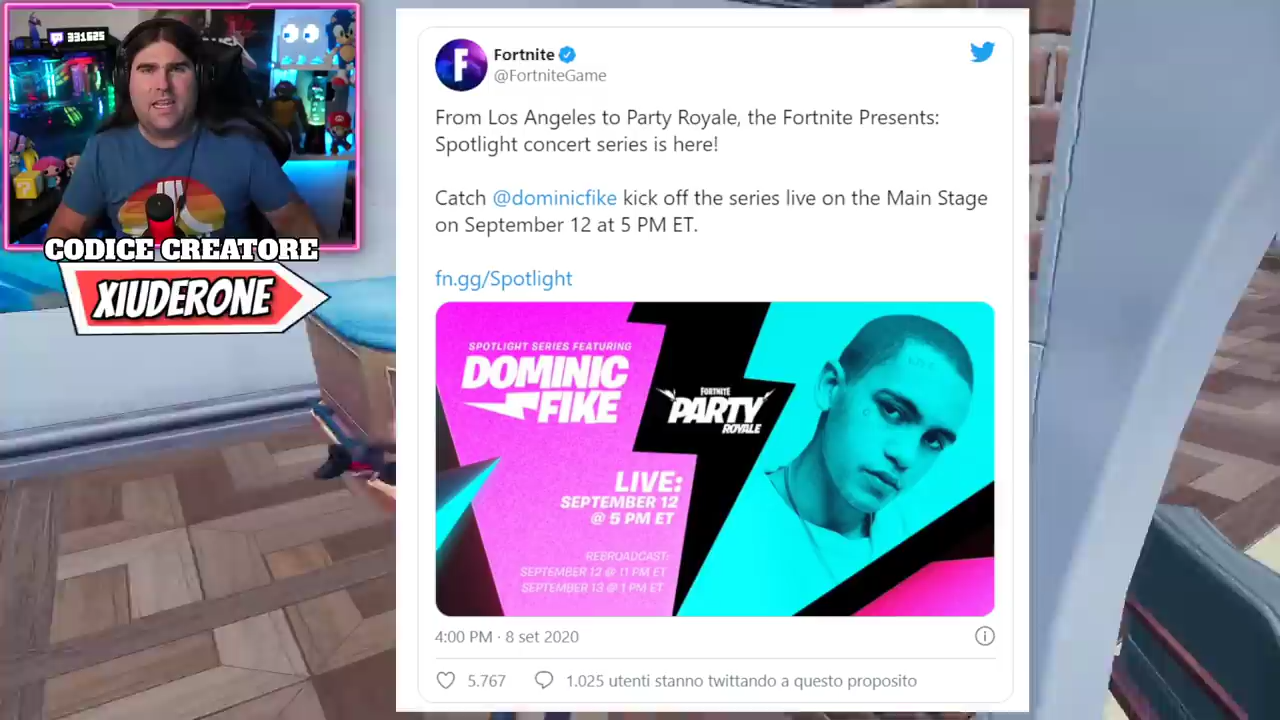 331625
CODICE CREATORE
XIUDERONE
Fortnite
@FortniteGame
From Los Angeles to Party Royale, the Fortnite Presents:
Spotlight concert series is here!
Catch @dominicfike kick off the series live on the Main Stage
on September 12 at 5 PM ET.
fn.gg/Spotlight
SPOTLIGHT SERIES FEATURING
DOMINIC
FIKE
FORTNITE
PARTY
ROYALE
LIVE:
SEPTEMBER 12
@ 5 PM ET
REBROADCAST:
SEPTEMBER 12 @ 11 PM ET
SEPTEMBER 13 @ 1 PM ET
4:00 PM · 8 set 2020
5.767
1.025 utenti stanno twittando a questo proposito